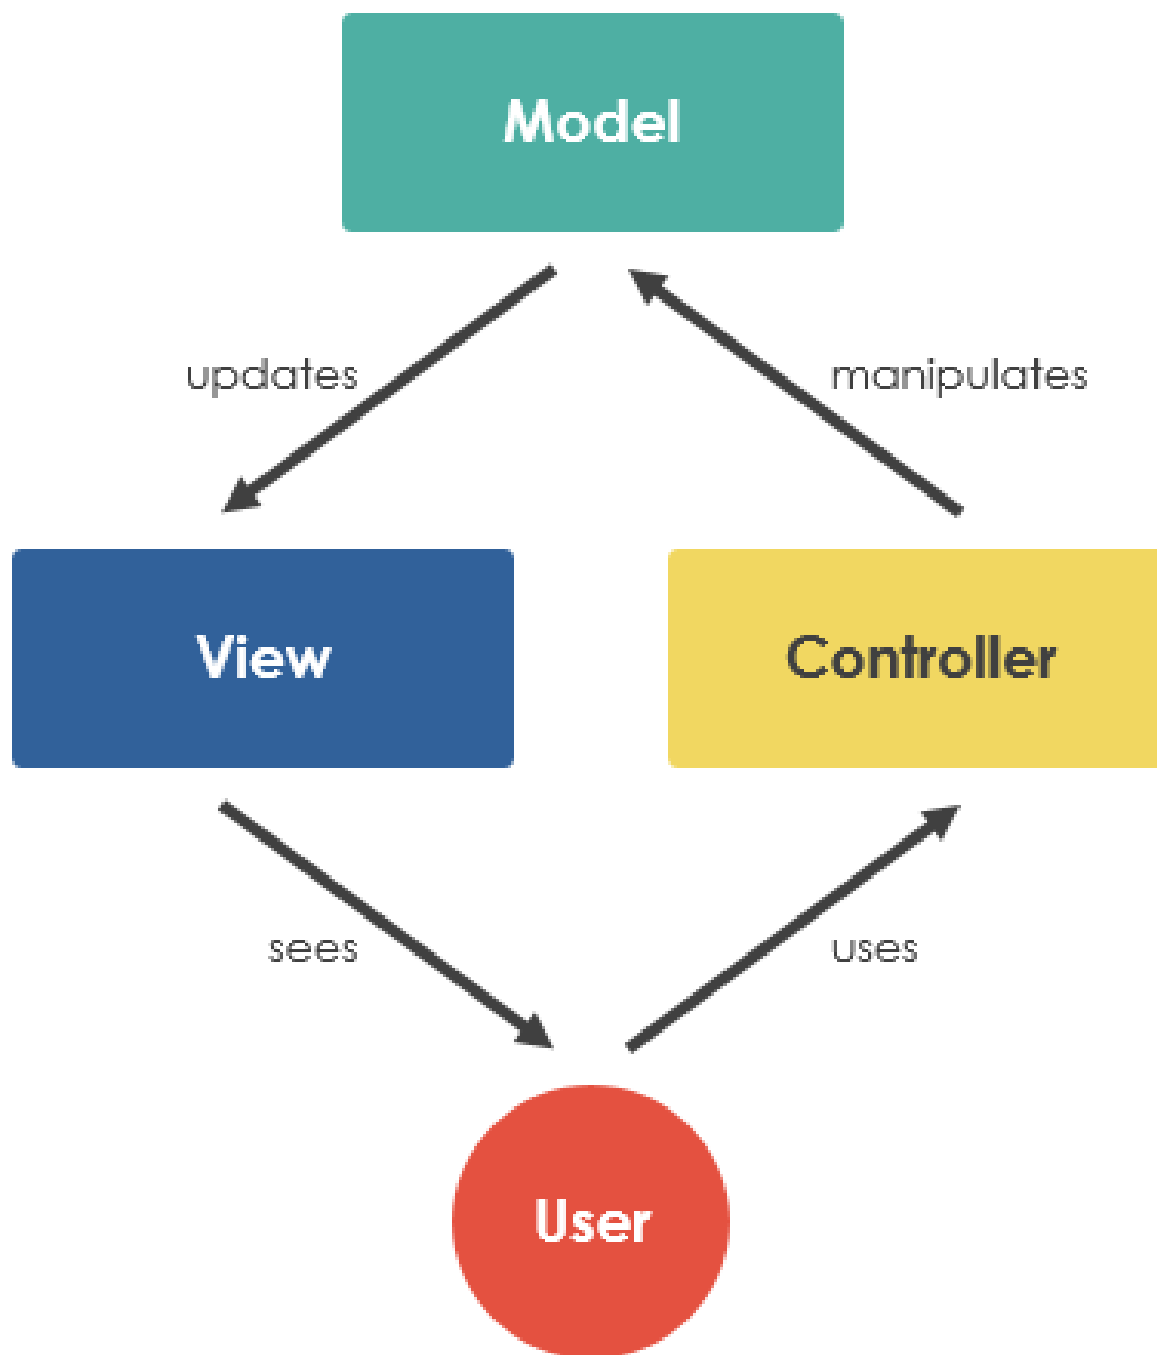 Model
updates
manipulates
View
Controller
sees
uses
User